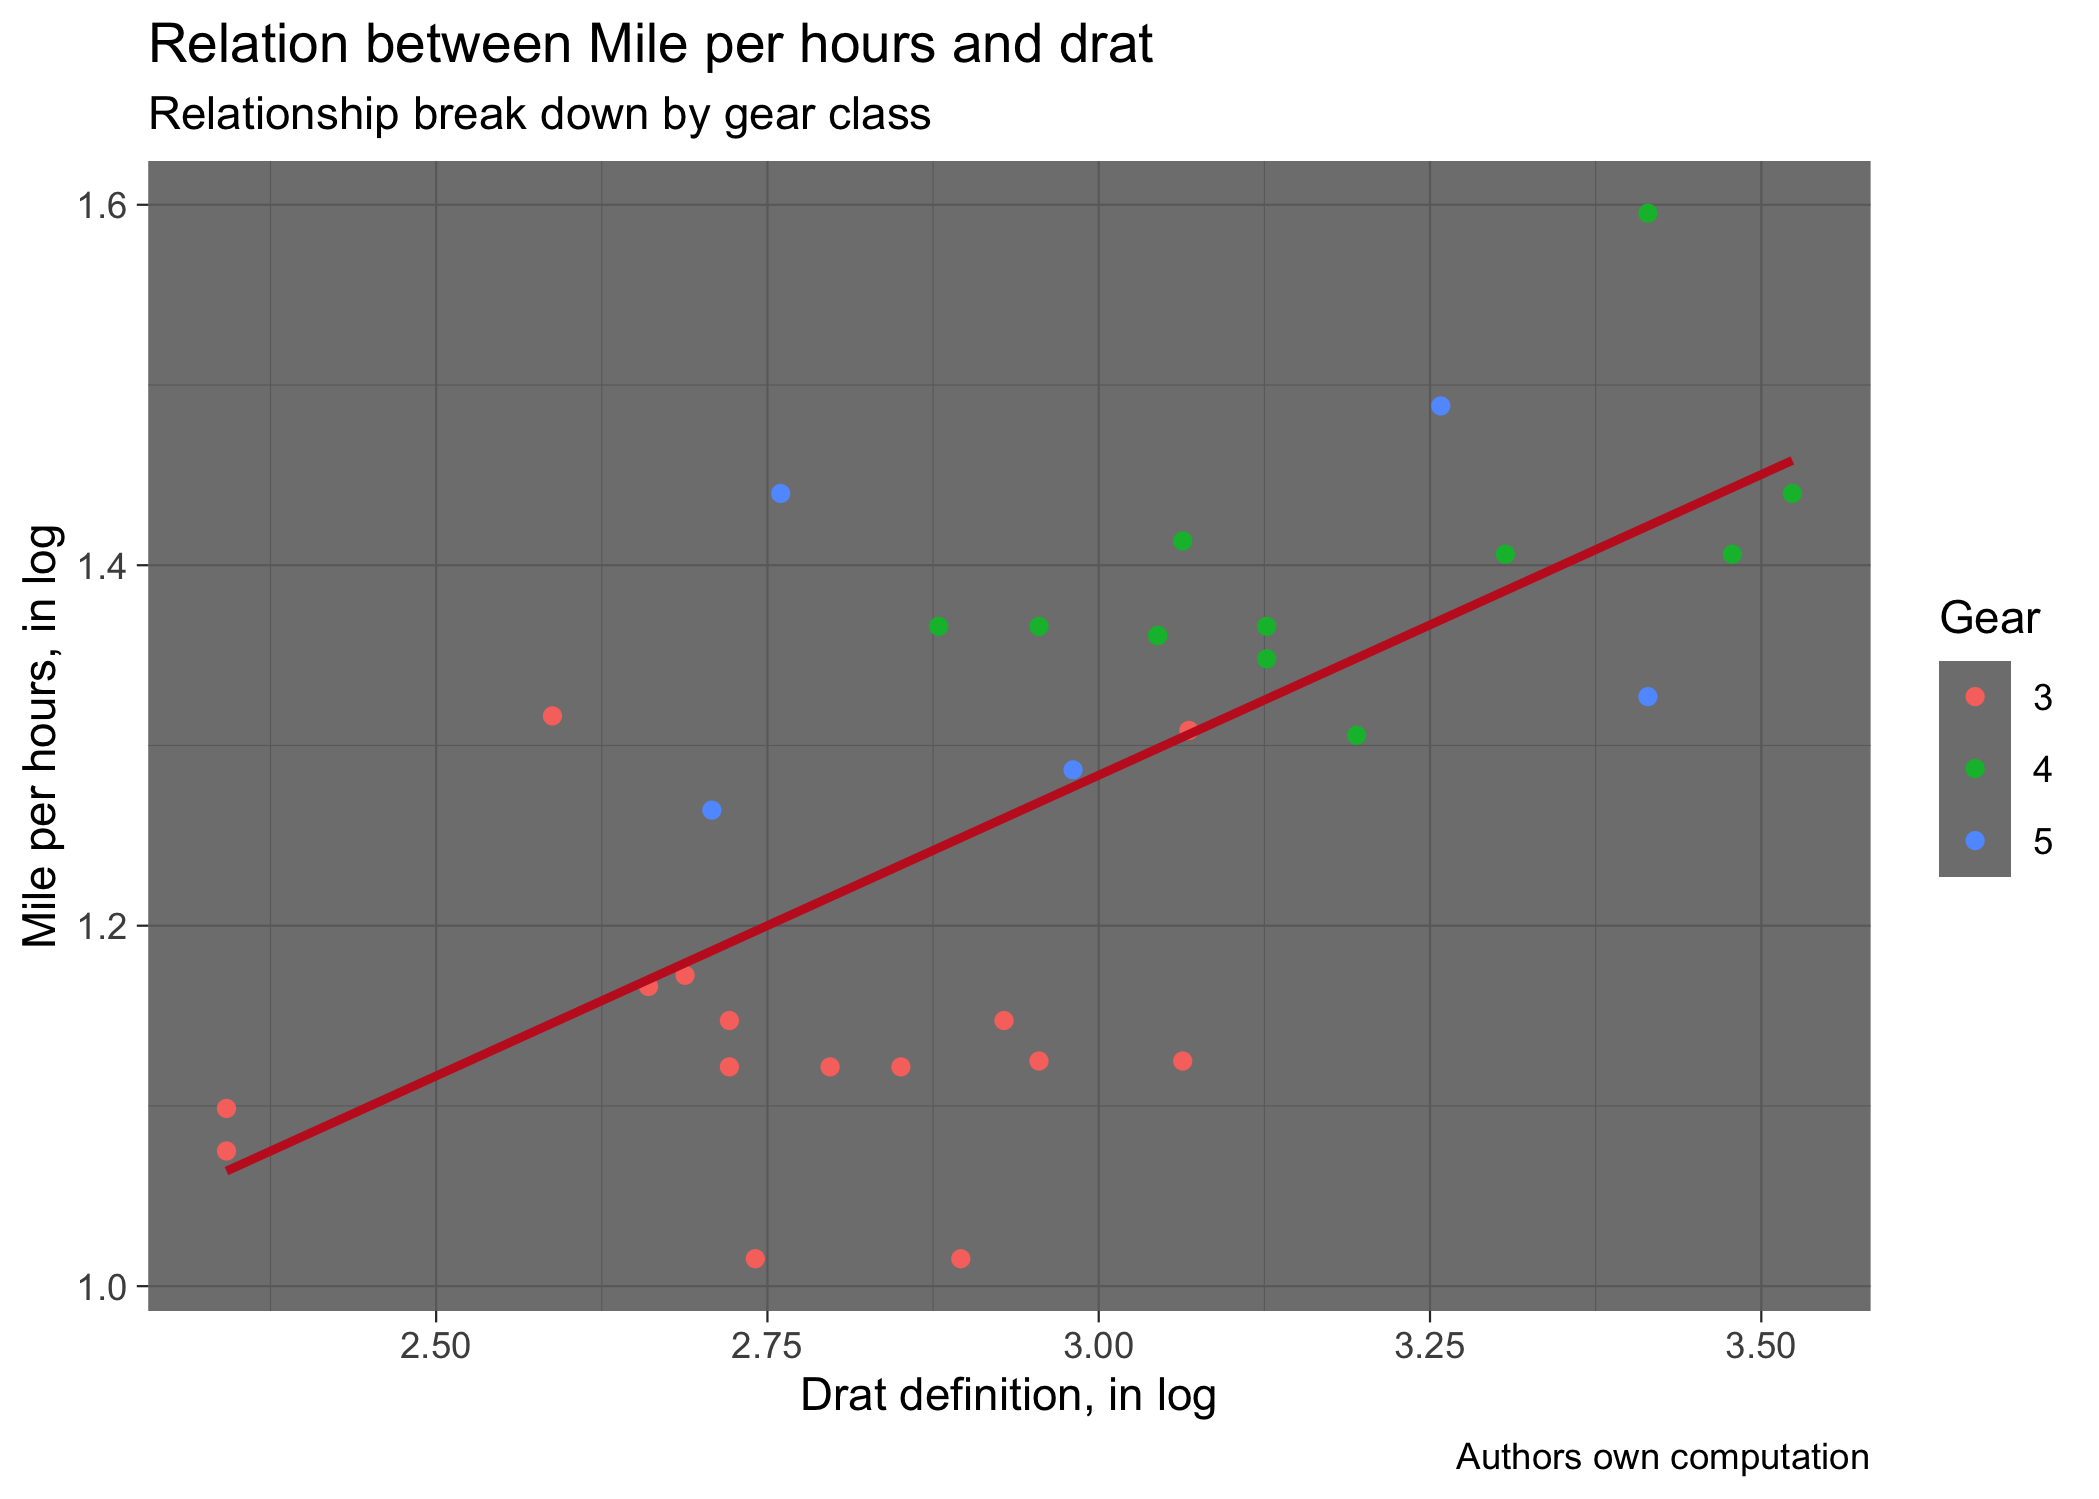 Relation between Mile per hours and drat
Relationship break down by gear class
Mile per hours, in log
1.6
1.4
1.2
1.0
2.50 2.75 3.00 3.25 3.50
Drat definition, in log
Gear
3
4
5
Authors own computation